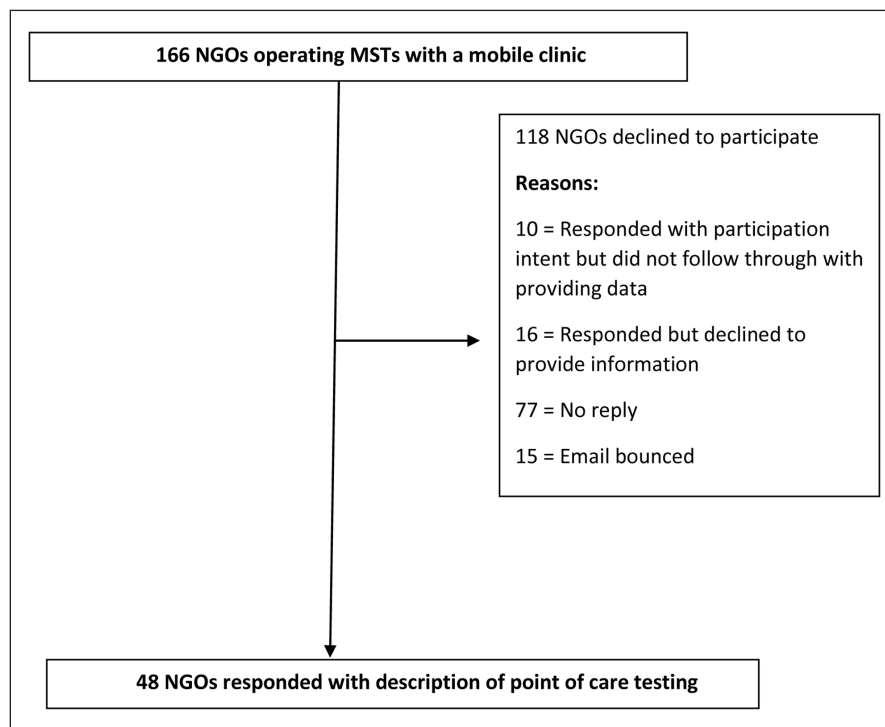 166 NGOs operating MSTs with a mobile clinic
118 NGOs declined to participate
Reasons:
10 = Responded with participation
intent but did not follow through with
providing data
16 = Responded but declined to
provide information
77 = No reply
15 = Email bounced
48 NGOs responded with description of point of care testing